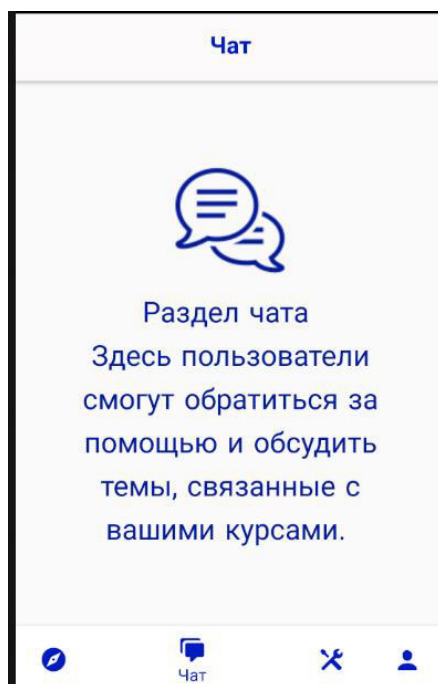 Чат
Раздел чата
Здесь пользователи
смогут обратиться за
помощью и обсудить
темы, связанные с
вашими курсами.
Чат